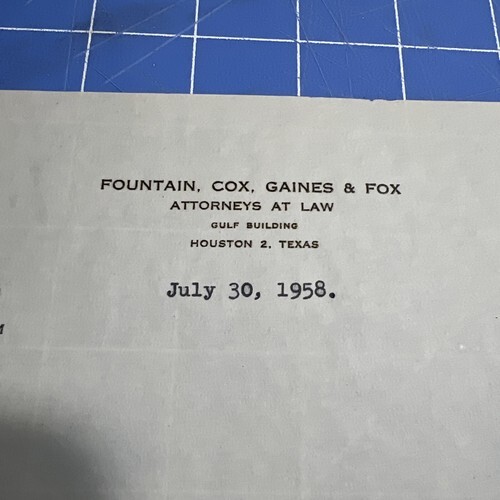 FOUNTAIN, COX, GAINES & FOX
ATTORNEYS AT LAW
GULF BUILDING
HOUSTON 2, TEXAS
July 30, 1958.